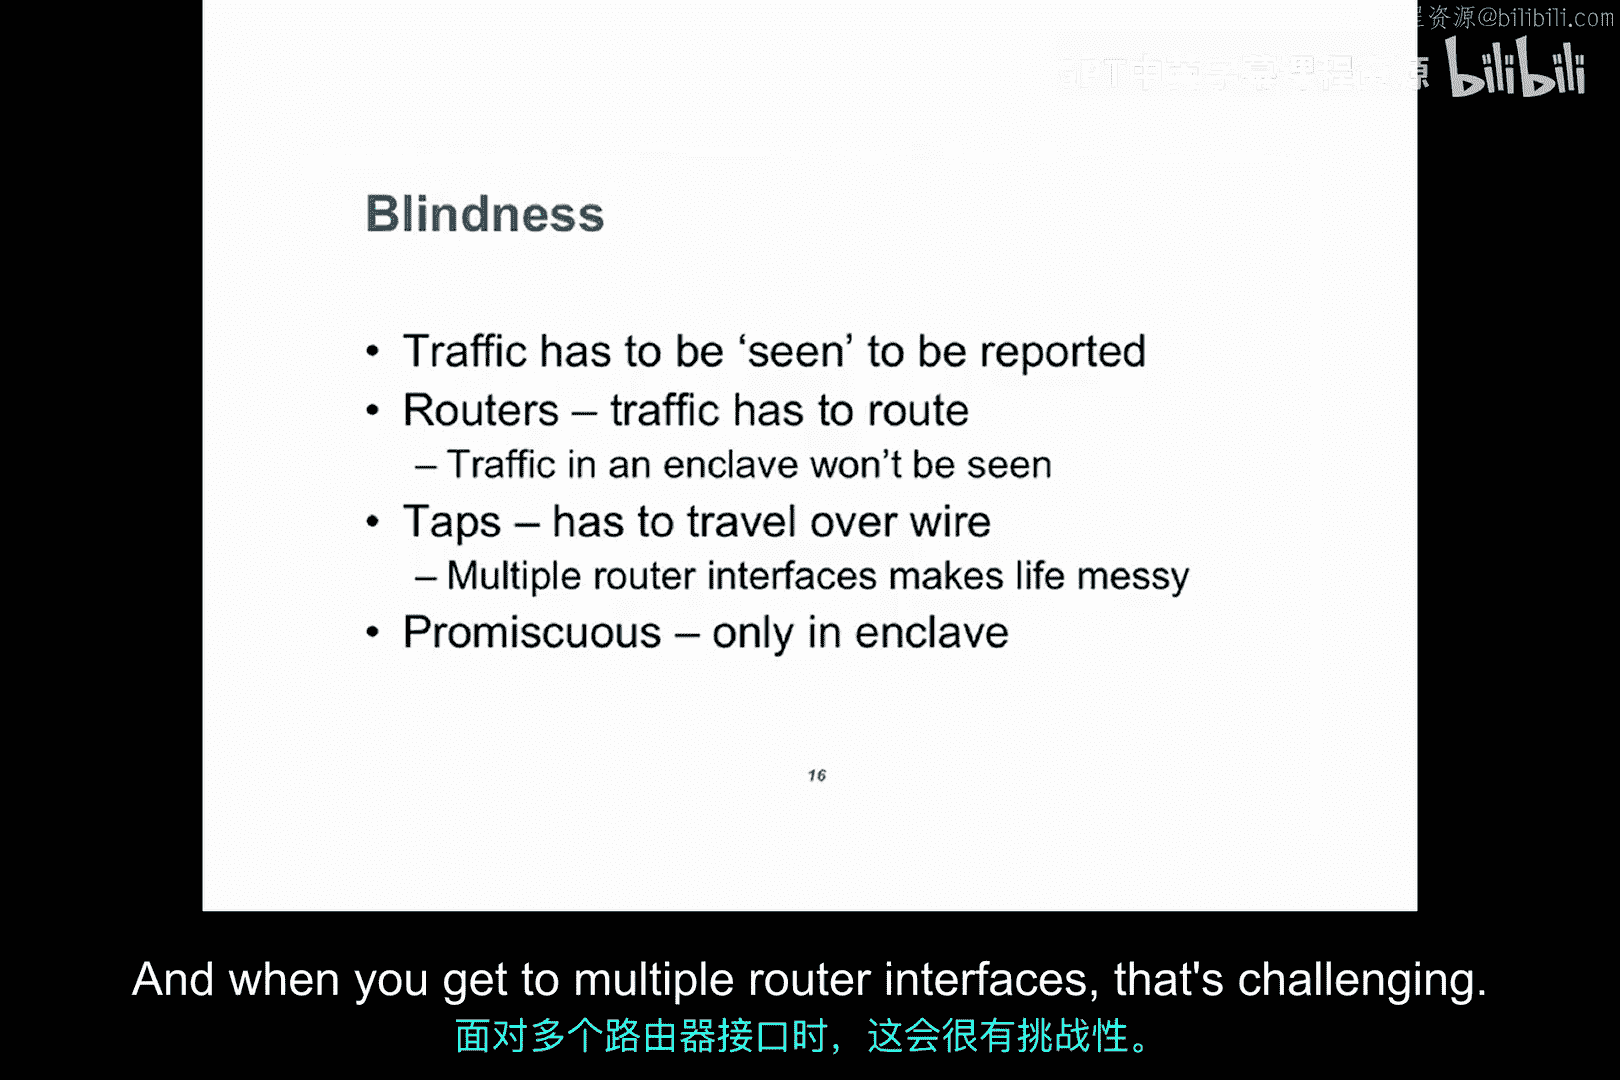 资源@bilibili.com
bilibili
Blindness
• Traffic has to be ‘seen’ to be reported
• Routers – traffic has to route
– Traffic in an enclave won’t be seen
• Taps – has to travel over wire
– Multiple router interfaces makes life messy
• Promiscuous – only in enclave
16
And when you get to multiple router interfaces, that's challenging.
面对多个路由器接口时，这会很有挑战性。